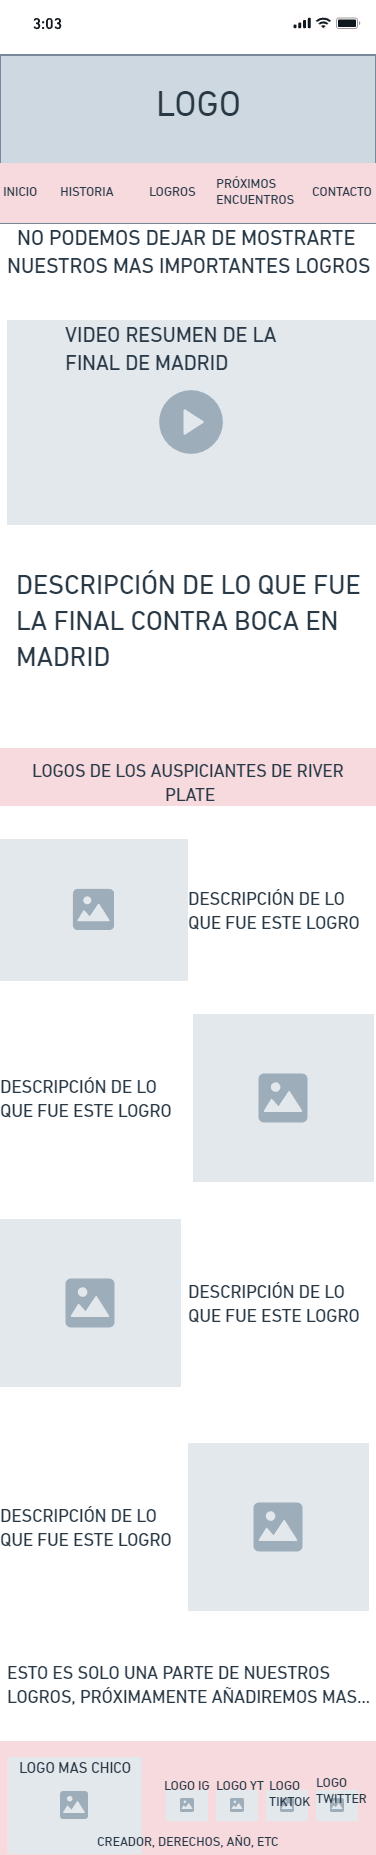 3:03
LOGO
INICIO HISTORIA LOGROS PRÓXIMOS ENCUENTROS CONTACTO
NO PODEMOS DEJAR DE MOSTRARTE
NUESTROS MAS IMPORTANTES LOGROS
VIDEO RESUMEN DE LA
FINAL DE MADRID
DESCRIPCIÓN DE LO QUE FUE
LA FINAL CONTRA BOCA EN
MADRID
LOGOS DE LOS AUSPICIANTES DE RIVER
PLATE
DESCRIPCIÓN DE LO
QUE FUE ESTE LOGRO
DESCRIPCIÓN DE LO
QUE FUE ESTE LOGRO
DESCRIPCIÓN DE LO
QUE FUE ESTE LOGRO
DESCRIPCIÓN DE LO
QUE FUE ESTE LOGRO
ESTO ES SOLO UNA PARTE DE NUESTROS
LOGROS, PRÓXIMAMENTE AÑADIREMOS MAS...
LOGO MAS CHICO
LOGO IG
LOGO YT
LOGO
TIKTOK
LOGO
TWITTER
CREADOR, DERECHOS, AÑO, ETC